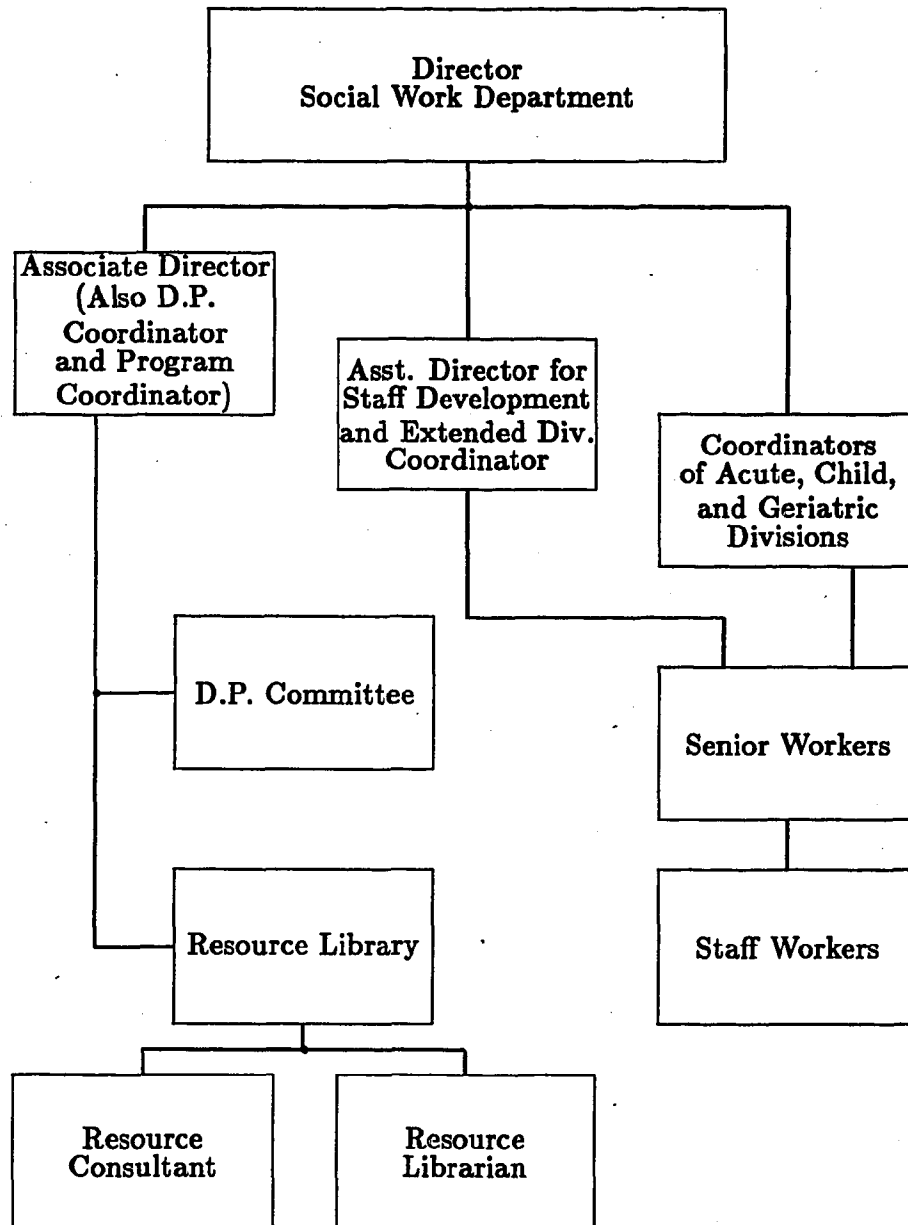 Director
Social Work Department
Associate Director
(Also D.P.
Coordinator
and Program
Coordinator)
Asst. Director for
Staff Development
and Extended Div.
Coordinator
Coordinators
of Acute, Child,
and Geriatric
Divisions
D.P. Committee
Senior Workers
Resource Library
Staff Workers
Resource
Consultant
Resource
Librarian